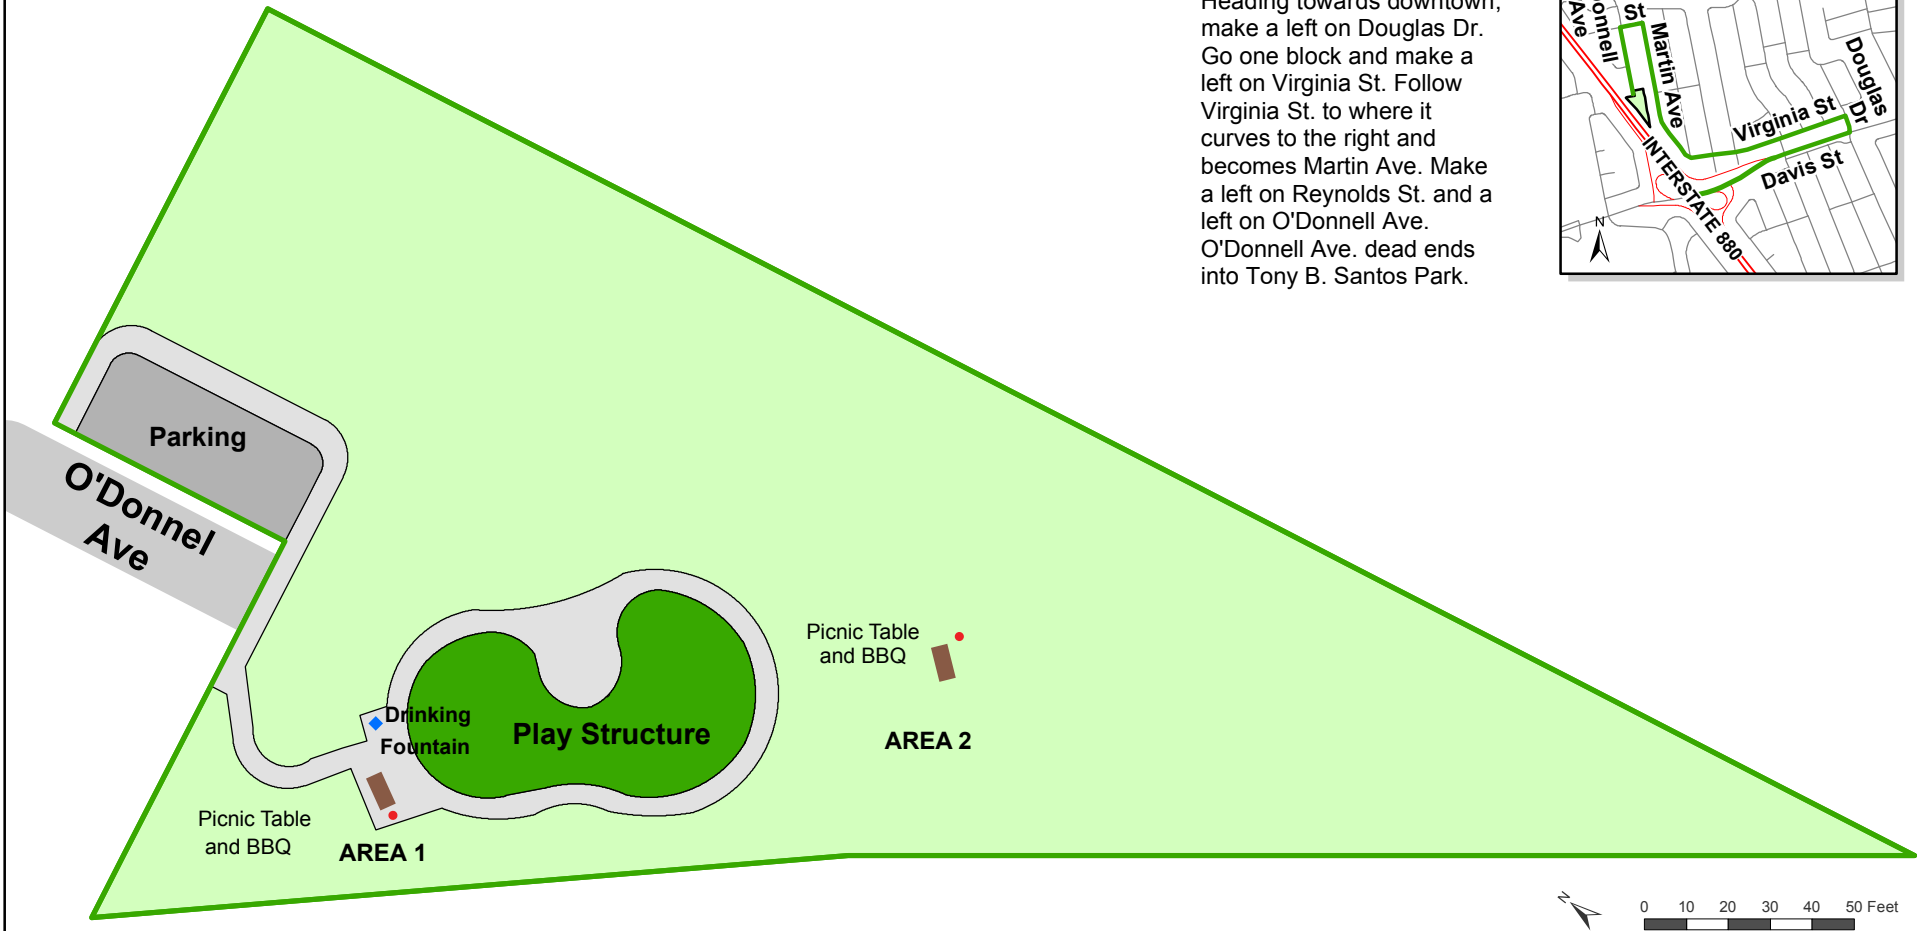 Heading towards downtown,
make a left on Douglas Dr.
Go one block and make a
left on Virginia St. Follow
Virginia St. to where it
curves to the right and
becomes Martin Ave. Make
a left on Reynolds St. and a
left on O'Donnell Ave.
O'Donnell Ave. dead ends
into Tony B. Santos Park.
St
Ave
Martin Ave
Douglas
Dr
Virginia St
Davis St
INTERSTATE 880
N
Parking
O'Donnel
Ave
Picnic Table
and BBQ
AREA 2
Drinking
Fountain
Play Structure
Picnic Table
and BBQ
AREA 1
N
0 10 20 30 40 50 Feet